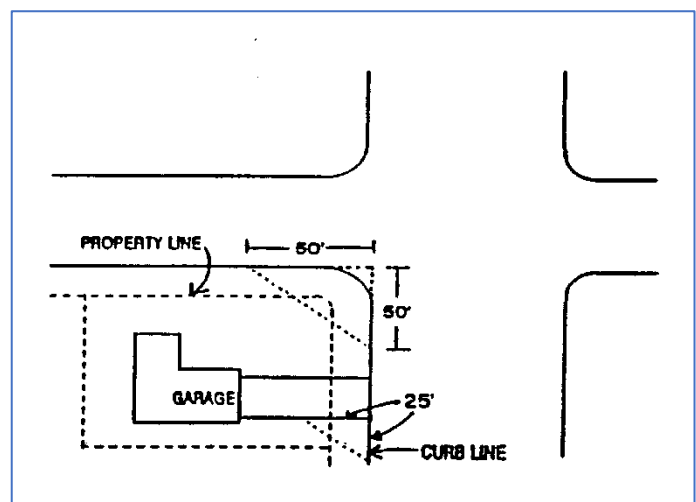 PROPERTY LINE
50'
50'
GARAGE
25'
CURB LINE